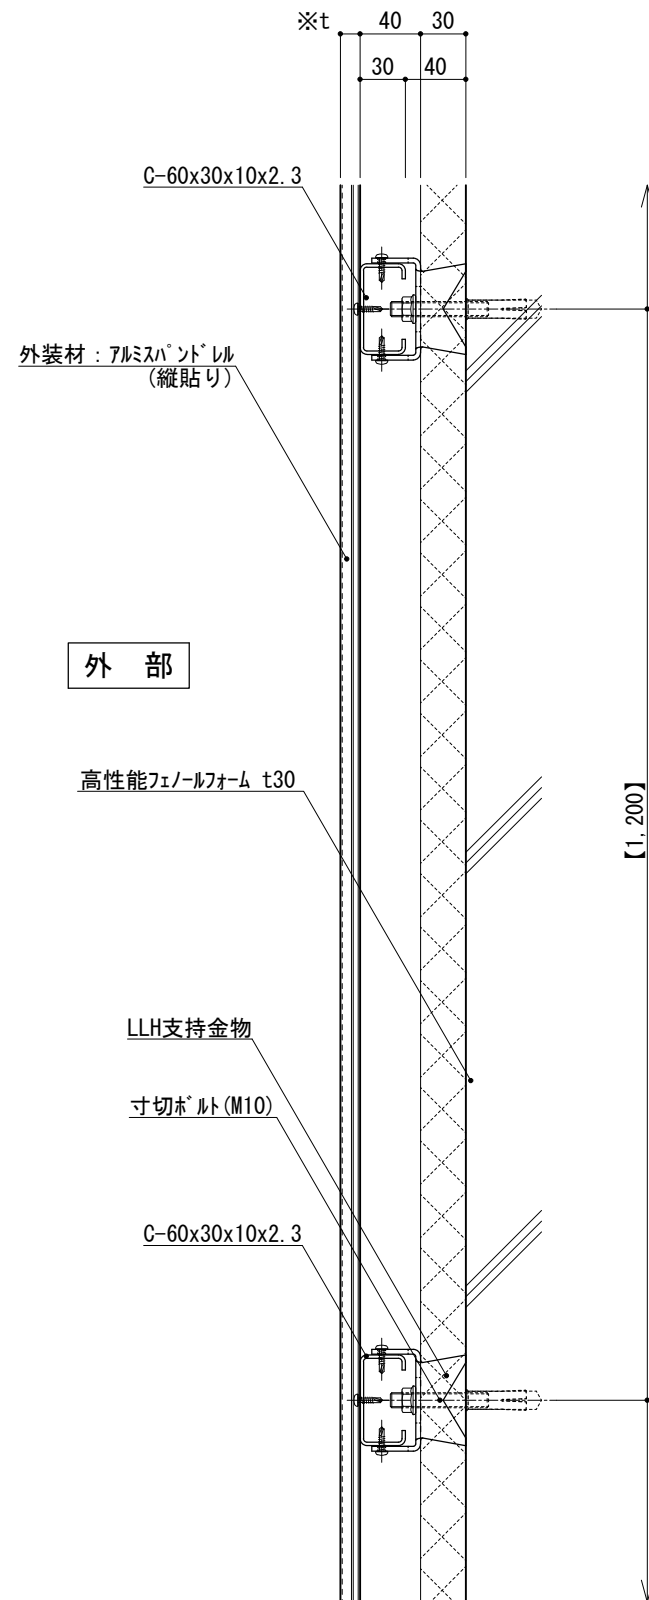 ※t 40 30
30 40
C-60x30x10x2.3
外装材：ｱﾙﾐｽﾊﾟﾝﾄﾞﾚﾙ
(縦貼り)
外 部
高性能ﾌｪﾉｰﾙﾌｫｰﾑ t30
【1,200】
LLH支持金物
寸切ﾎﾞﾙﾄ(M10)
C-60x30x10x2.3